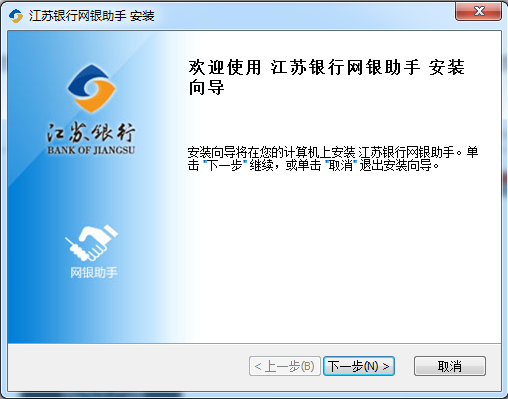 江苏银行网银助手 安装
欢迎使用 江苏银行网银助手 安装
向导
江苏银行
BANK OF JIANGSU
安装向导将在您的计算机上安装 江苏银行网银助手。单
击 "下一步" 继续，或单击 "取消" 退出安装向导。
网银助手
< 上一步(B)
下一步(N) >
取消